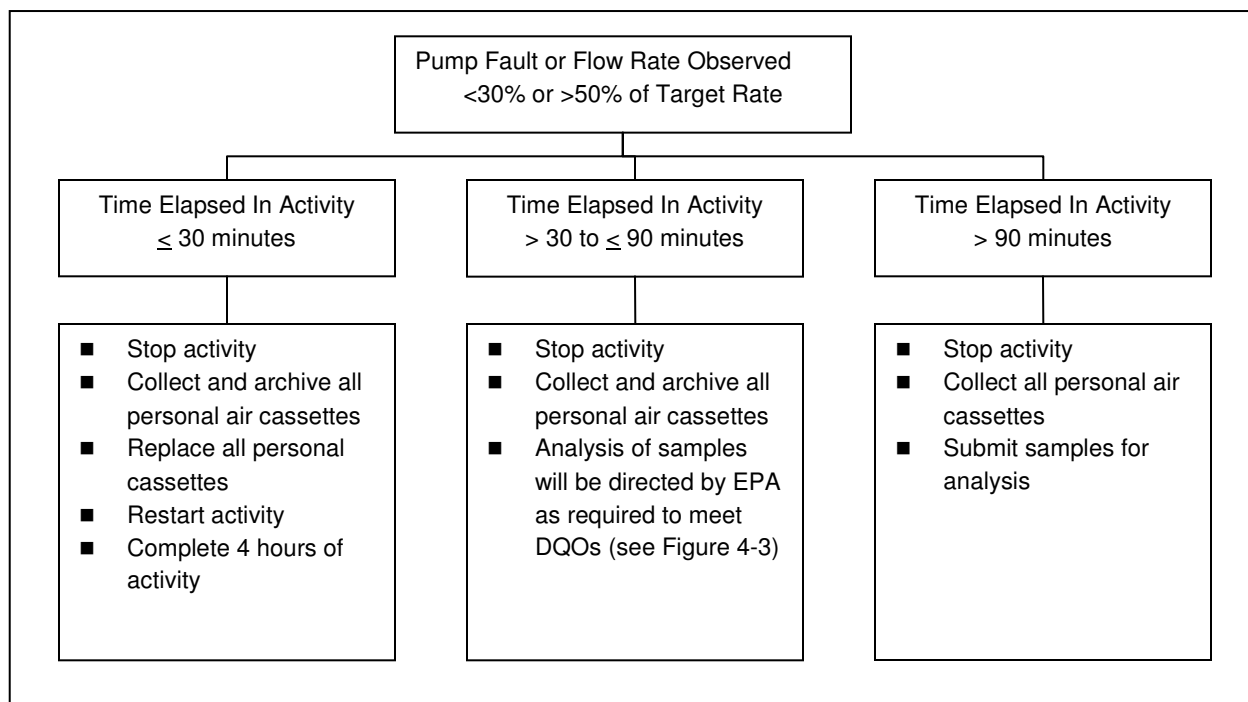 Pump Fault or Flow Rate Observed
<30% or >50% of Target Rate
Time Elapsed In Activity
≤ 30 minutes
Time Elapsed In Activity
> 30 to ≤ 90 minutes
Time Elapsed In Activity
> 90 minutes
■ Stop activity
■ Collect and archive all
personal air cassettes
■ Replace all personal
cassettes
■ Restart activity
■ Complete 4 hours of
activity
■ Stop activity
■ Collect and archive all
personal air cassettes
■ Analysis of samples
will be directed by EPA
as required to meet
DQOs (see Figure 4-3)
■ Stop activity
■ Collect all personal air
cassettes
■ Submit samples for
analysis